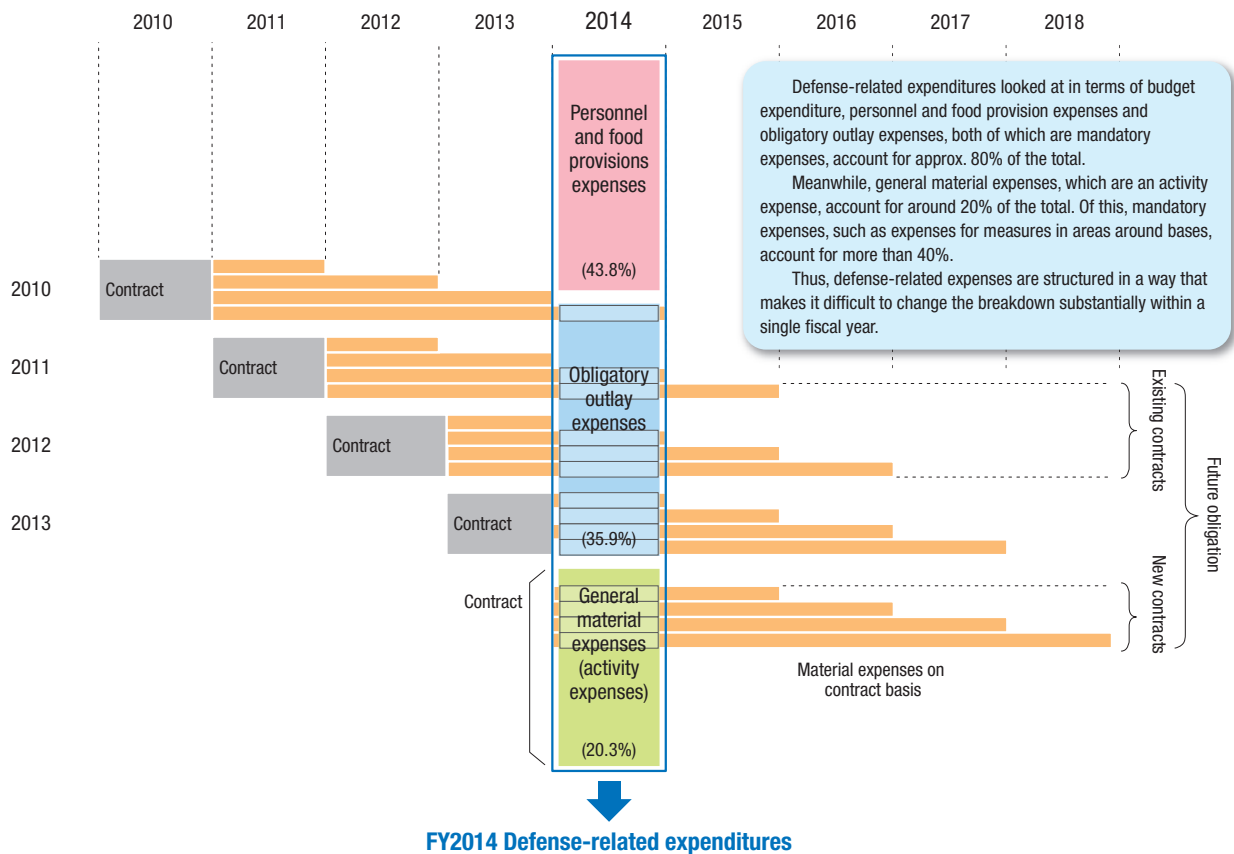 2010 2011 2012 2013 2014 2015 2016 2017 2018
Defense-related expenditures looked at in terms of budget
expenditure, personnel and food provision expenses and
obligatory outlay expenses, both of which are mandatory
expenses, account for approx. 80% of the total.
Meanwhile, general material expenses, which are an activity
expense, account for around 20% of the total. Of this, mandatory
expenses, such as expenses for measures in areas around bases,
account for more than 40%.
Thus, defense-related expenses are structured in a way that
makes it difficult to change the breakdown substantially within a
single fiscal year.
Personnel
and food
provisions
expenses
(43.8%)
2010
Contract
2011
Contract
Obligatory
outlay
expenses
2012
Contract
2013
Contract
(35.9%)
Existing contracts
Future obligation
New contracts
Contract
General
material
expenses
(activity
expenses)
(20.3%)
Material expenses on
contract basis
FY2014 Defense-related expenditures